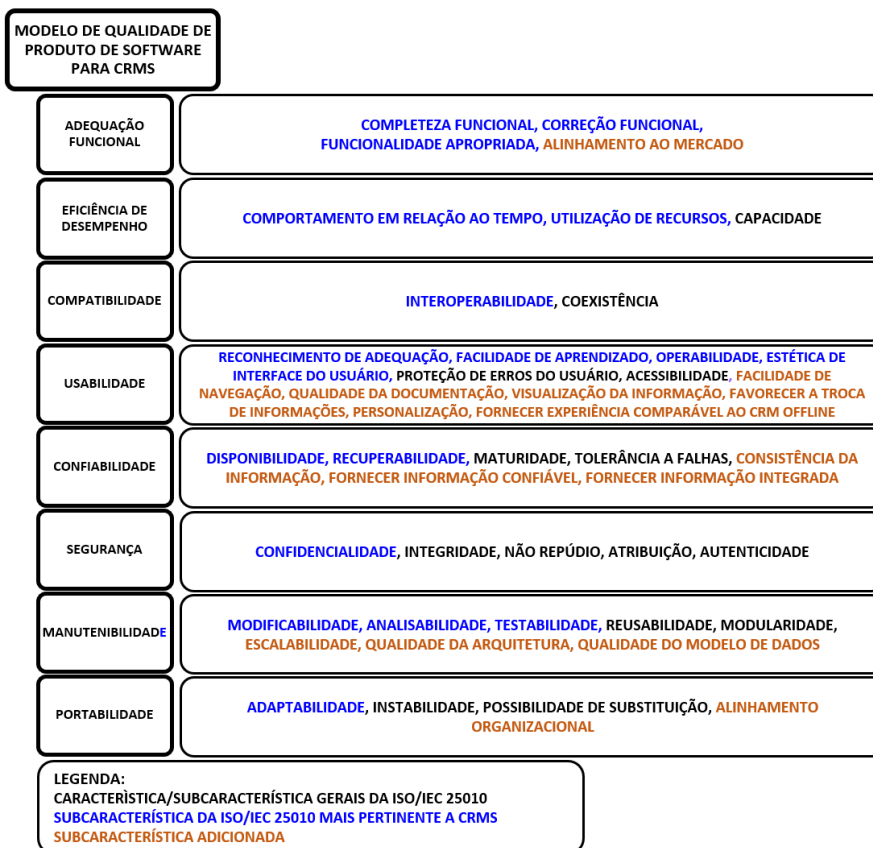 MODELO DE QUALIDADE DE
PRODUTO DE SOFTWARE
PARA CRMS
ADEQUAÇÃO
FUNCIONAL
COMPLETEZA FUNCIONAL, CORREÇÃO FUNCIONAL,
FUNCIONALIDADE APROPRIADA, ALINHAMENTO AO MERCADO
EFICIÊNCIA DE
DESEMPENHO
COMPORTAMENTO EM RELAÇÃO AO TEMPO, UTILIZAÇÃO DE RECURSOS, CAPACIDADE
COMPATIBILIDADE
INTEROPERABILIDADE, COEXISTÊNCIA
USABILIDADE
RECONHECIMENTO DE ADEQUAÇÃO, FACILIDADE DE APRENDIZADO, OPERABILIDADE, ESTÉTICA DE
INTERFACE DO USUÁRIO, PROTEÇÃO DE ERROS DO USUÁRIO, ACESSIBILIDADE, FACILIDADE DE
NAVEGAÇÃO, QUALIDADE DA DOCUMENTAÇÃO, VISUALIZAÇÃO DA INFORMAÇÃO, FAVORECER A TROCA
DE INFORMAÇÕES, PERSONALIZAÇÃO, FORNECER EXPERIÊNCIA COMPARÁVEL AO CRM OFFLINE
CONFIABILIDADE
DISPONIBILIDADE, RECUPERABILIDADE, MATURIDADE, TOLERÂNCIA A FALHAS, CONSISTÊNCIA DA
INFORMAÇÃO, FORNECER INFORMAÇÃO CONFIÁVEL, FORNECER INFORMAÇÃO INTEGRADA
SEGURANÇA
CONFIDENCIALIDADE, INTEGRIDADE, NÃO REPÚDIO, ATRIBUIÇÃO, AUTENTICIDADE
MANUTENIBILIDADE
MODIFICABILIDADE, ANALISABILIDADE, TESTABILIDADE, REUSABILIDADE, MODULARIDADE,
ESCALABILIDADE, QUALIDADE DA ARQUITETURA, QUALIDADE DO MODELO DE DADOS
PORTABILIDADE
ADAPTABILIDADE, INSTABILIDADE, POSSIBILIDADE DE SUBSTITUIÇÃO, ALINHAMENTO
ORGANIZACIONAL
LEGENDA:
CARACTERÌSTICA/SUBCARACTERÍSTICA GERAIS DA ISO/IEC 25010
SUBCARACTERÍSTICA DA ISO/IEC 25010 MAIS PERTINENTE A CRMS
SUBCARACTERÍSTICA ADICIONADA